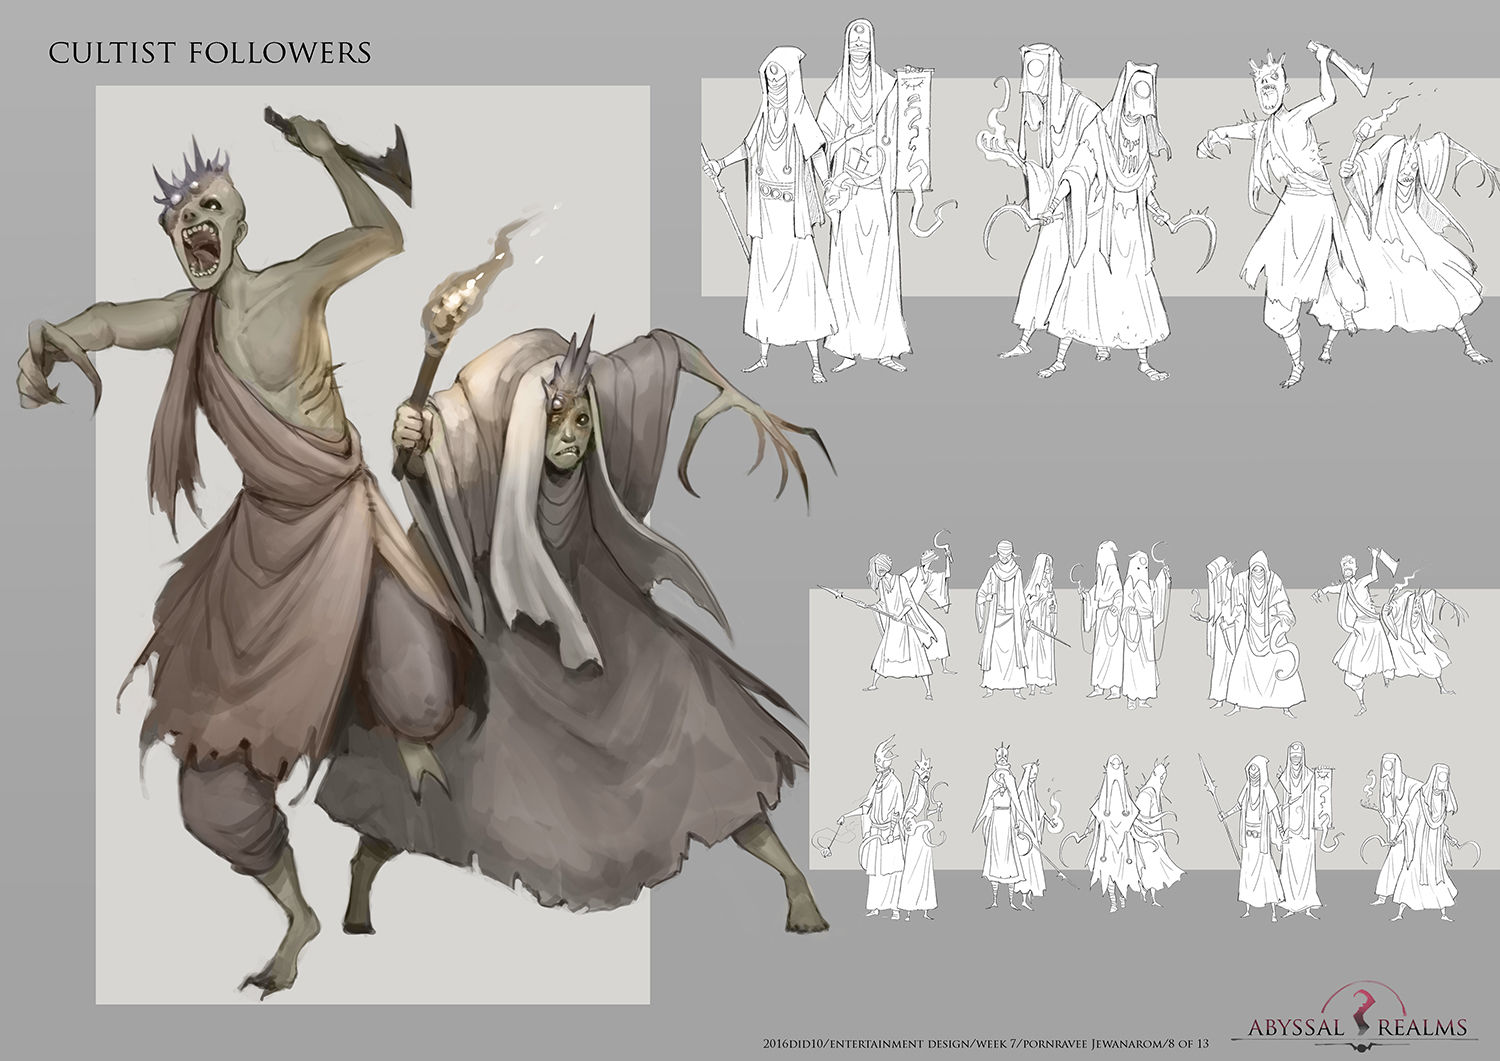 CULTIST FOLLOWERS
ABYSSAL REALMS
2016DID10/ENTERTAINMENT DESIGN/WEEK 7/PORNRAVEE JEWANAROM/8 OF 13